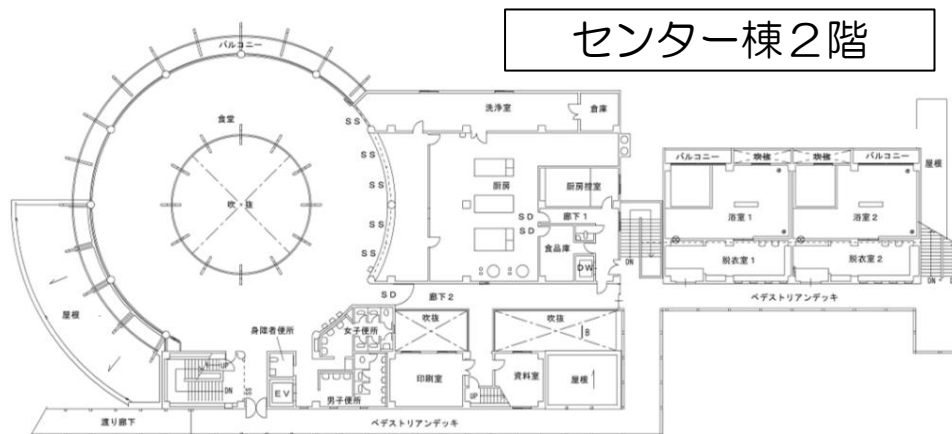 センター棟2階
バルコニー
洗浄室
倉庫
食堂
SS
SS
SS
SS
SS
厨房
厨房控室
バルコニー
吹抜
吹抜
バルコニー
屋根
吹・抜
SD
SD
廊下1
食品庫
DW
DN
浴室1
浴室2
脱衣室1
脱衣室2
DN
SD
廊下2
ペデストリアンデッキ
屋根
身障者便所
女子便所
吹抜
吹抜
B
UP
DN
SS
EV
男子便所
印刷室
UP
資料室
屋根
渡り廊下
ペデストリアンデッキ